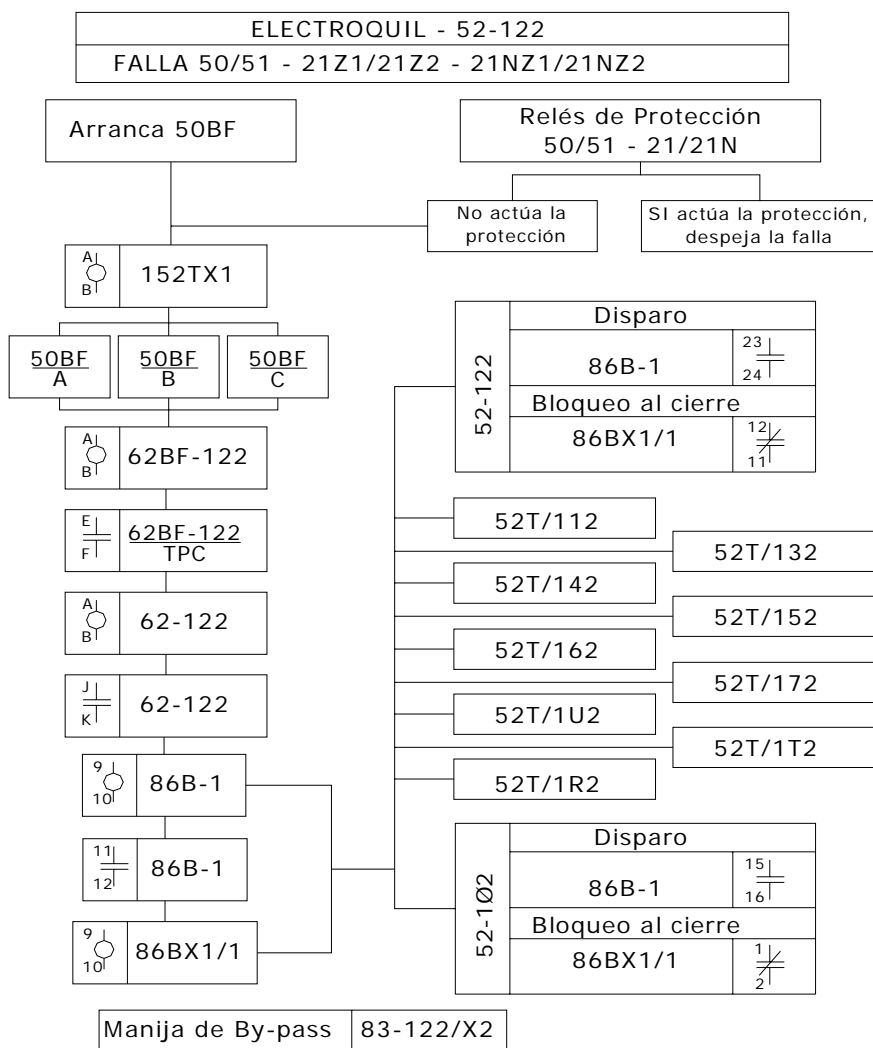 ELECTROQUIL - 52-122
FALLA 50/51 - 21Z1/21Z2 - 21NZ1/21NZ2
Arranca 50BF
Relés de Protección
50/51 - 21/21N
No actúa la
protección
SI actúa la protección,
despeja la falla
A
B
152TX1
50BF
A
50BF
B
50BF
C
A
B
62BF-122
E
F
62BF-122
TPC
A
B
62-122
J
K
62-122
9
10
86B-1
11
12
86B-1
9
10
86BX1/1
52-122
Disparo
86B-1
23
24
Bloqueo al cierre
86BX1/1
12
11
52T/112
52T/132
52T/142
52T/152
52T/162
52T/172
52T/1U2
52T/1T2
52T/1R2
52-1Ø2
Disparo
86B-1
15
16
Bloqueo al cierre
86BX1/1
1
2
Manija de By-pass
83-122/X2